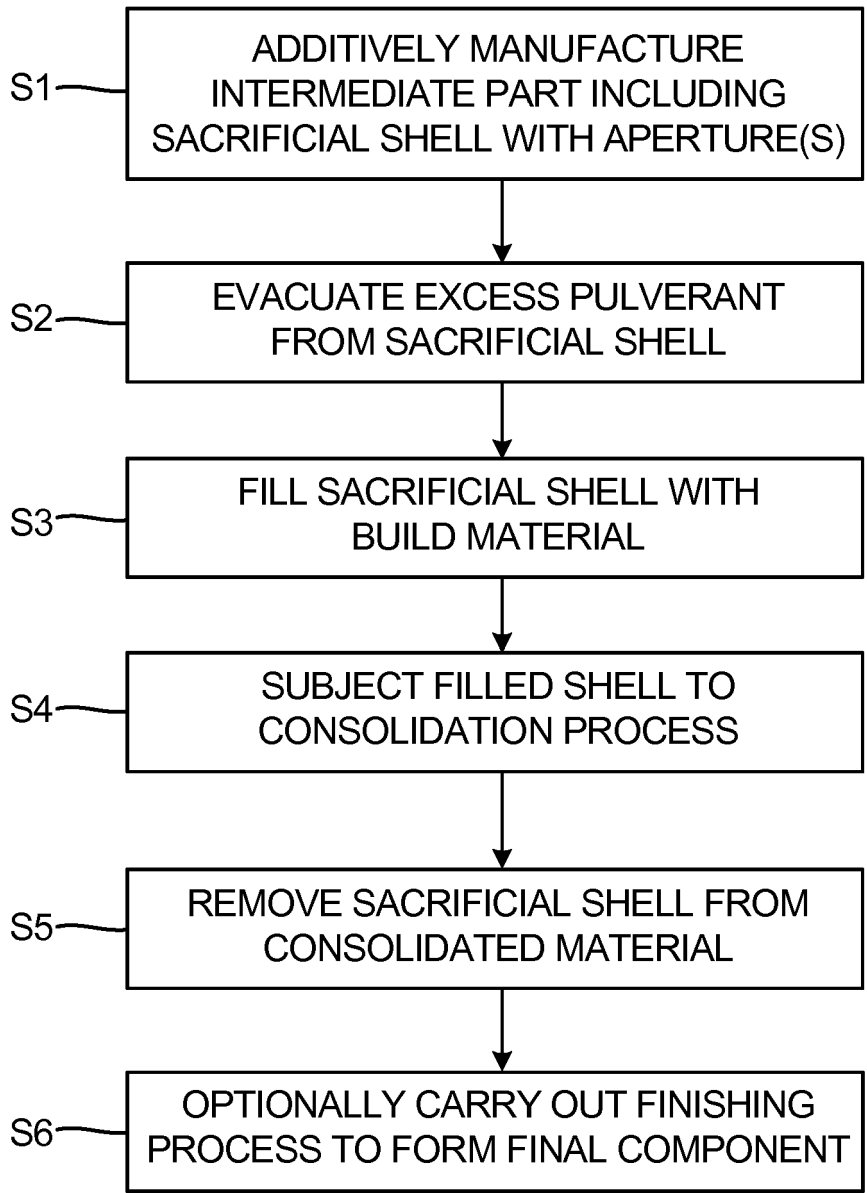 S1
ADDITIVELY MANUFACTURE
INTERMEDIATE PART INCLUDING
SACRIFICIAL SHELL WITH APERTURE(S)
S2
EVACUATE EXCESS PULVERANT
FROM SACRIFICIAL SHELL
S3
FILL SACRIFICIAL SHELL WITH
BUILD MATERIAL
S4
SUBJECT FILLED SHELL TO
CONSOLIDATION PROCESS
S5
REMOVE SACRIFICIAL SHELL FROM
CONSOLIDATED MATERIAL
S6
OPTIONALLY CARRY OUT FINISHING
PROCESS TO FORM FINAL COMPONENT